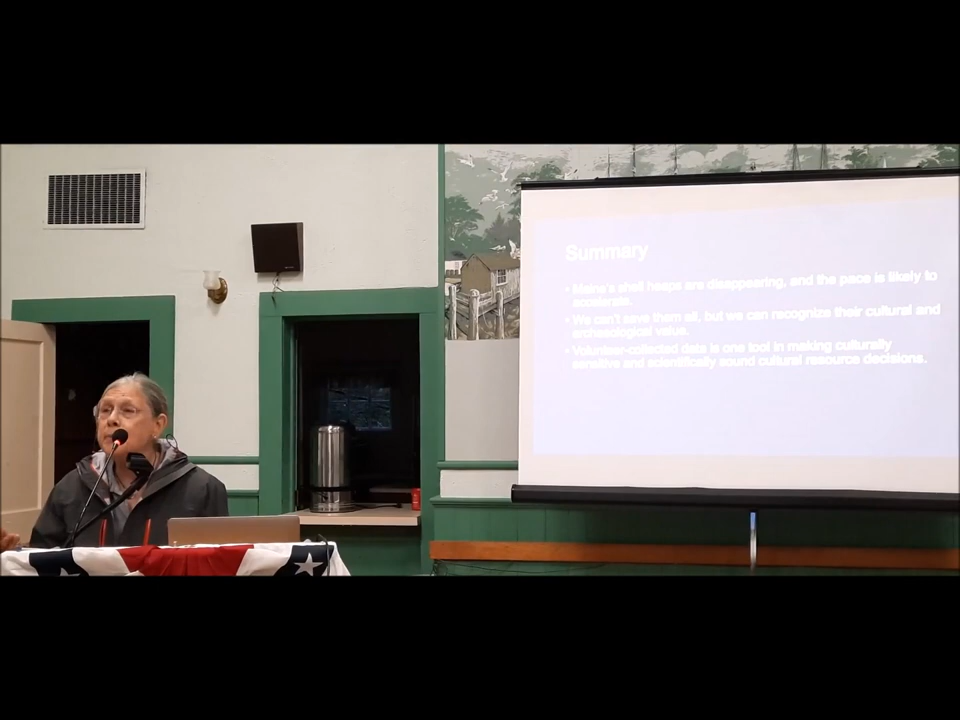 Summary
• Maine's shell heaps are disappearing, and the pace is likely to
accelerate.
• We can't save them all, but we can recognize their cultural and
archaeological value.
• Volunteer-collected data is one tool in making culturally
sensitive and scientifically sound cultural resource decisions.